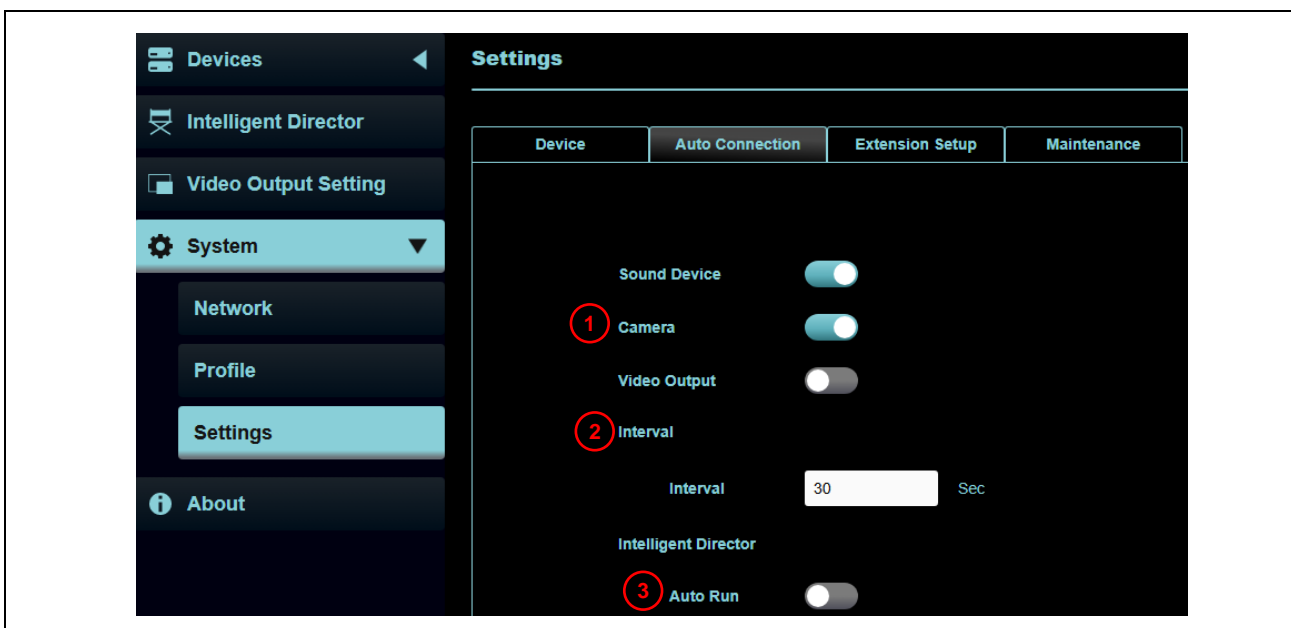 Devices
Settings
Intelligent Director
Device Auto Connection Extension Setup Maintenance
Video Output Setting
System
Sound Device
Network
1 Camera
Profile
Video Output
Settings
2 Interval
Interval 30 Sec
About
Intelligent Director
3 Auto Run